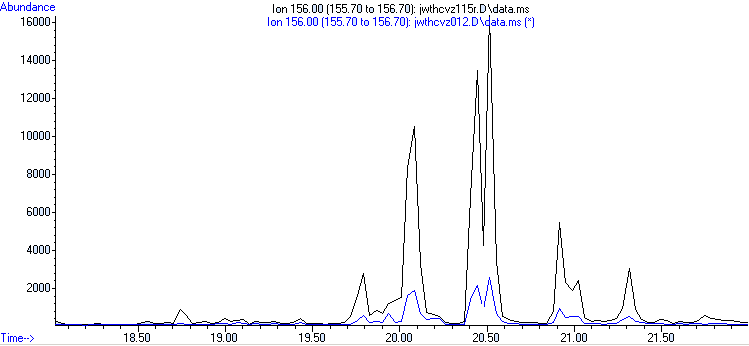 Abundance
Ion 156.00 (155.70 to 156.70): jwthcvz115r.D\data.ms
Ion 156.00 (155.70 to 156.70): jwthcvz012.D\data.ms (*)
16000
14000
12000
10000
8000
6000
4000
2000
18.50 19.00 19.50 20.00 20.50 21.00 21.50
Time-->